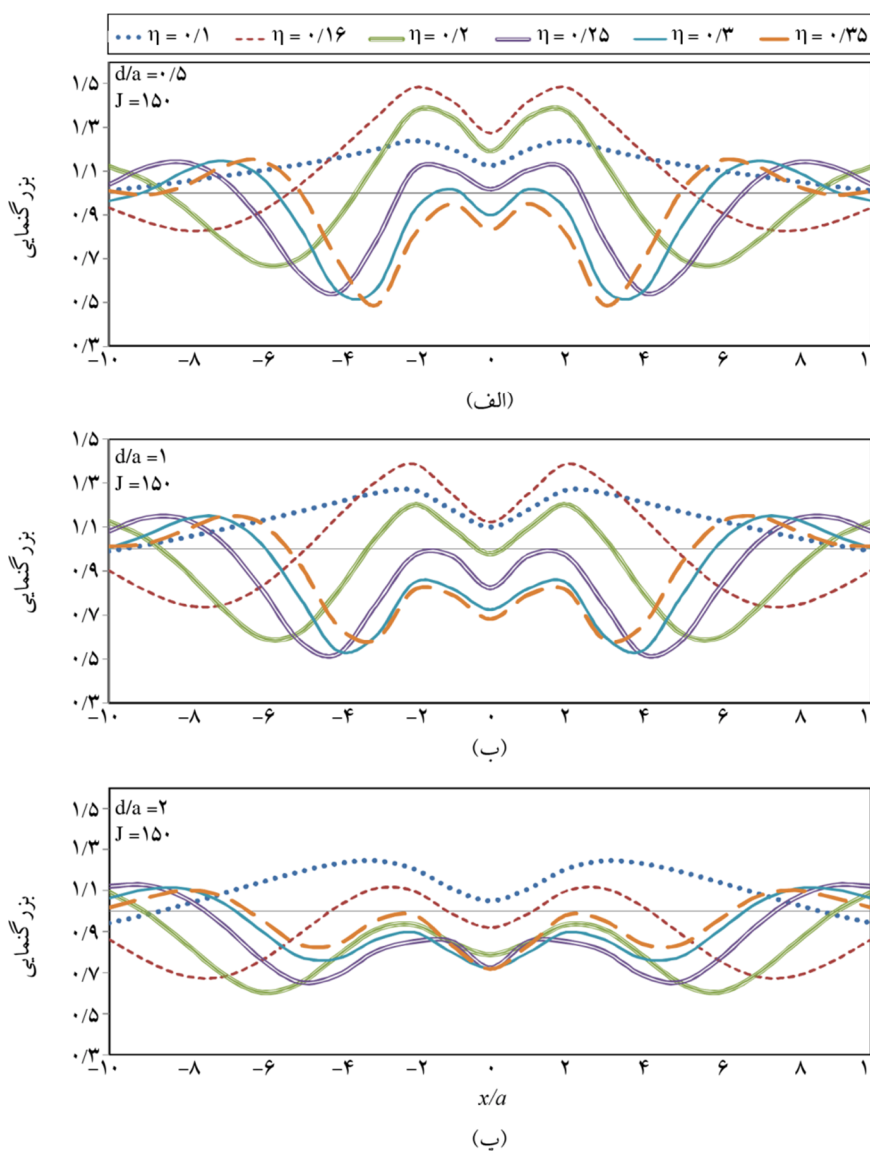 η = ۰/۱ η = ۰/۱۶ η = ۰/۲ η = ۰/۲۵ η = ۰/۳ η = ۰/۳۵
d/a =۰/۵
J =۱۵۰
بزرگنمایی
۱/۵
۱/۳
۱/۱
۰/۹
۰/۷
۰/۵
۰/۳
−۱۰ −۸ −۶ −۴ −۲ ۰ ۲ ۴ ۶ ۸ ۱
(الف)
d/a =۱
J =۱۵۰
بزرگنمایی
۱/۵
۱/۳
۱/۱
۰/۹
۰/۷
۰/۵
۰/۳
−۱۰ −۸ −۶ −۴ −۲ ۰ ۲ ۴ ۶ ۸ ۱
(ب)
d/a =۲
J =۱۵۰
بزرگنمایی
۱/۵
۱/۳
۱/۱
۰/۹
۰/۷
۰/۵
۰/۳
−۱۰ −۸ −۶ −۴ −۲ ۰ ۲ ۴ ۶ ۸ ۱
x/a
(پ)